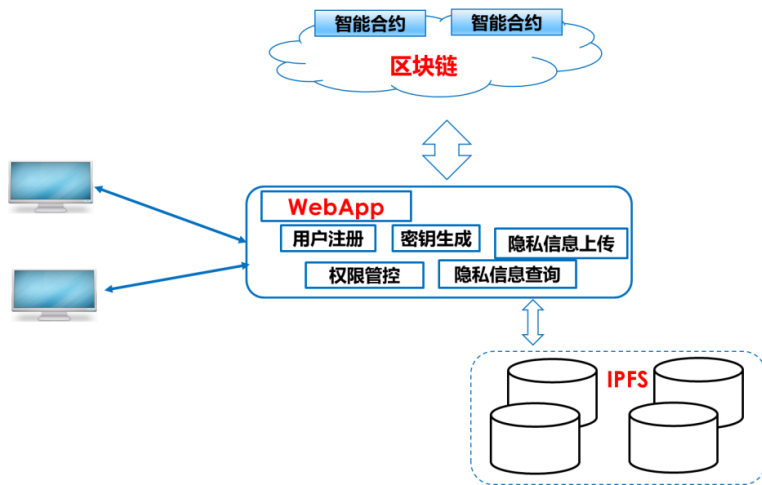 智能合约
智能合约
区块链
WebApp
用户注册
密钥生成
隐私信息上传
权限管控
隐私信息查询
IPFS